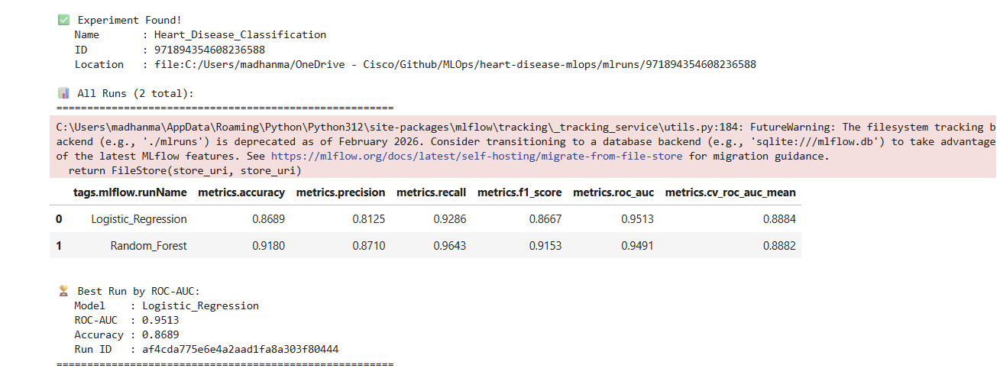 ✅ Experiment Found!
Name : Heart_Disease_Classification
ID : 971894354608236588
Location : file:C:/Users/madhanma/OneDrive - Cisco/Github/MLOps/heart-disease-mlops/mlruns/971894354608236588
📊 All Runs (2 total):
=======================================================
C:\Users\madhanma\AppData\Roaming\Python\Python312\site-packages\mlflow\tracking\_tracking_service\utils.py:184: FutureWarning: The filesystem tracking b
ackend (e.g., './mlruns') is deprecated as of February 2026. Consider transitioning to a database backend (e.g., 'sqlite:///mlflow.db') to take advantage
of the latest MLflow features. See https://mlflow.org/docs/latest/self-hosting/migrate-from-file-store for migration guidance.
return FileStore(store_uri, store_uri)
tags.mlflow.runName metrics.accuracy metrics.precision metrics.recall metrics.f1_score metrics.roc_auc metrics.cv_roc_auc_mean
0 Logistic_Regression 0.8689 0.8125 0.9286 0.8667 0.9513 0.8884
1 Random_Forest 0.9180 0.8710 0.9643 0.9153 0.9491 0.8882
🏆 Best Run by ROC-AUC:
Model : Logistic_Regression
ROC-AUC : 0.9513
Accuracy : 0.8689
Run ID : af4cda775e6e4a2aad1fa8a303f80444
=======================================================